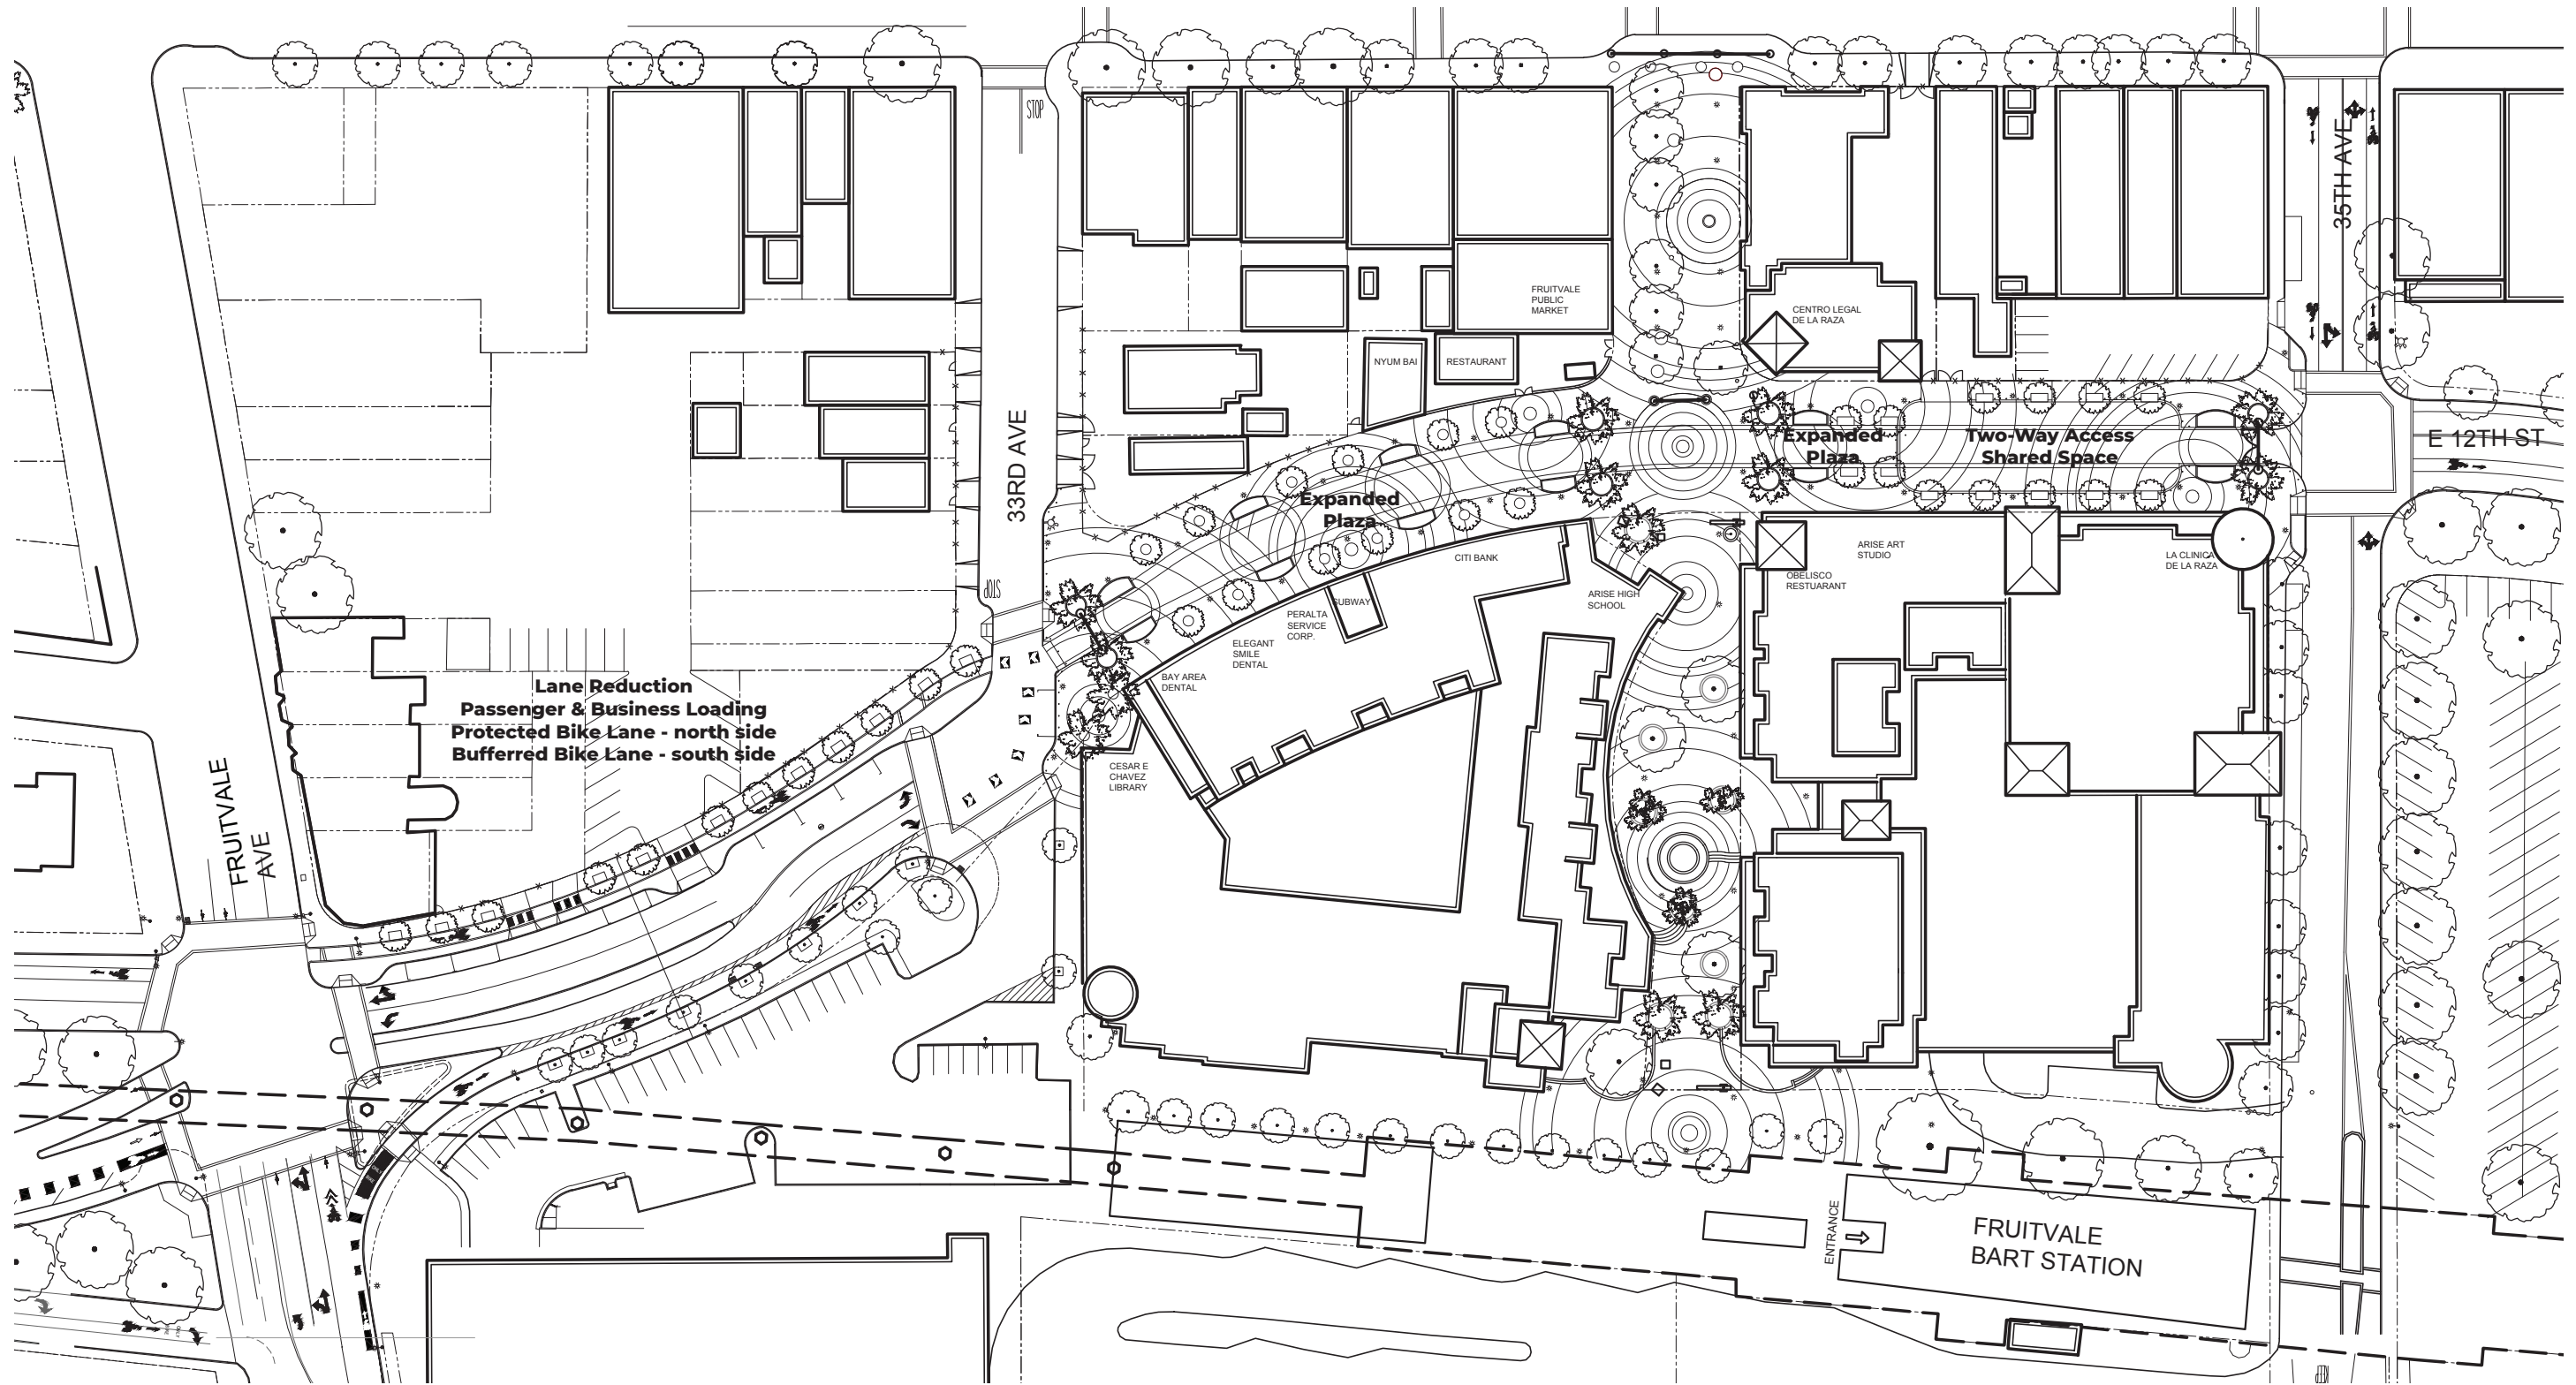 STOP
35TH AVE
FRUITVALE
PUBLIC
MARKET
CENTRO LEGAL
DE LA RAZA
NYUM BAI
RESTAURANT
33RD AVE
Expanded
Plaza
Two-Way Access
Shared Space
E 12TH ST
Expanded
Plaza
CITI BANK
ARISE ART
STUDIO
LA CLINICA
DE LA RAZA
OBELISCO
RESTUARANT
STOP
ARISE HIGH
SCHOOL
SUBWAY
PERALTA
SERVICE
CORP.
ELEGANT
SMILE
DENTAL
BAY AREA
DENTAL
Lane Reduction
Passenger & Business Loading
Protected Bike Lane - north side
Bufferred Bike Lane - south side
CESAR E
CHAVEZ
LIBRARY
FRUITVALE
AVE
ENTRANCE
FRUITVALE
BART STATION
KEEP